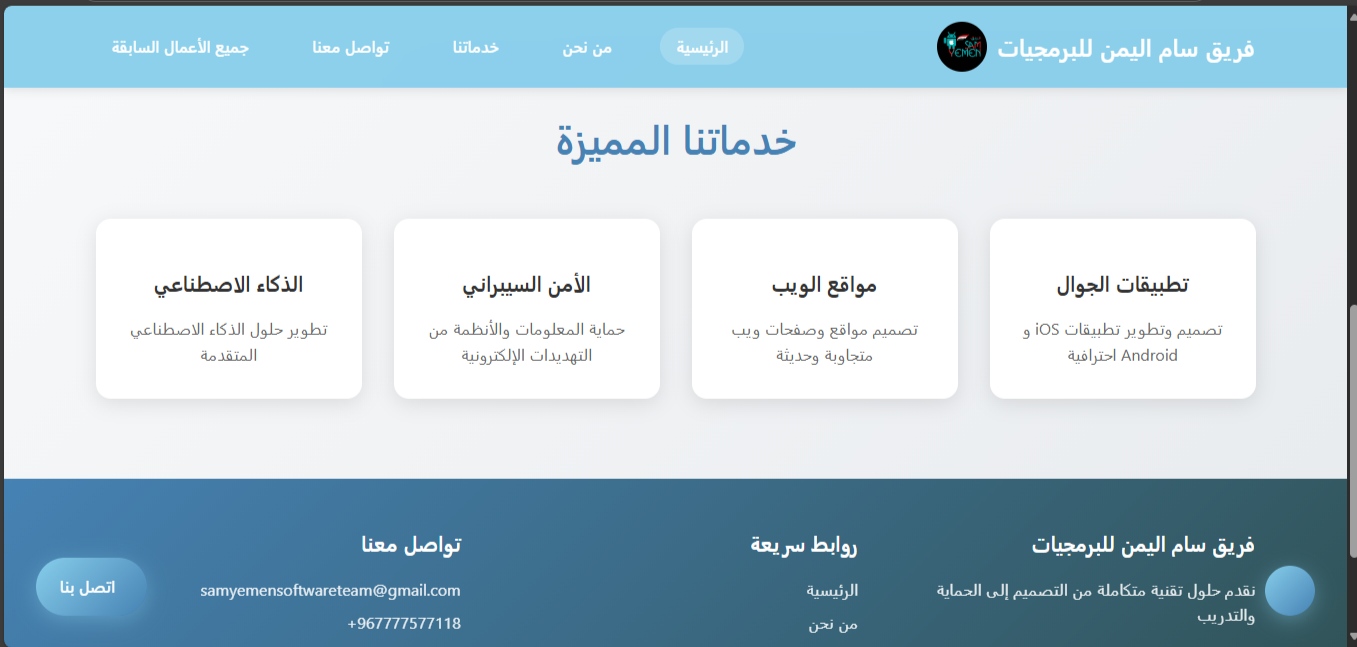 فريق سام اليمن للبرمجيات
SAM
YEMEN
الرئيسية
من نحن
خدماتنا
تواصل معنا
جميع الأعمال السابقة
خدماتنا المميزة
تطبيقات الجوال
تصميم وتطوير تطبيقات iOS و
Android احترافية
مواقع الويب
تصميم مواقع وصفحات ويب
متجاوبة وحديثة
الأمن السيبراني
حماية المعلومات والأنظمة من
التهديدات الإلكترونية
الذكاء الاصطناعي
تطوير حلول الذكاء الاصطناعي
المتقدمة
فريق سام اليمن للبرمجيات
نقدم حلول تقنية متكاملة من التصميم إلى الحماية
والتدريب
روابط سريعة
الرئيسية
من نحن
تواصل معنا
samyemensoftwareteam@gmail.com
967777577118+
اتصل بنا